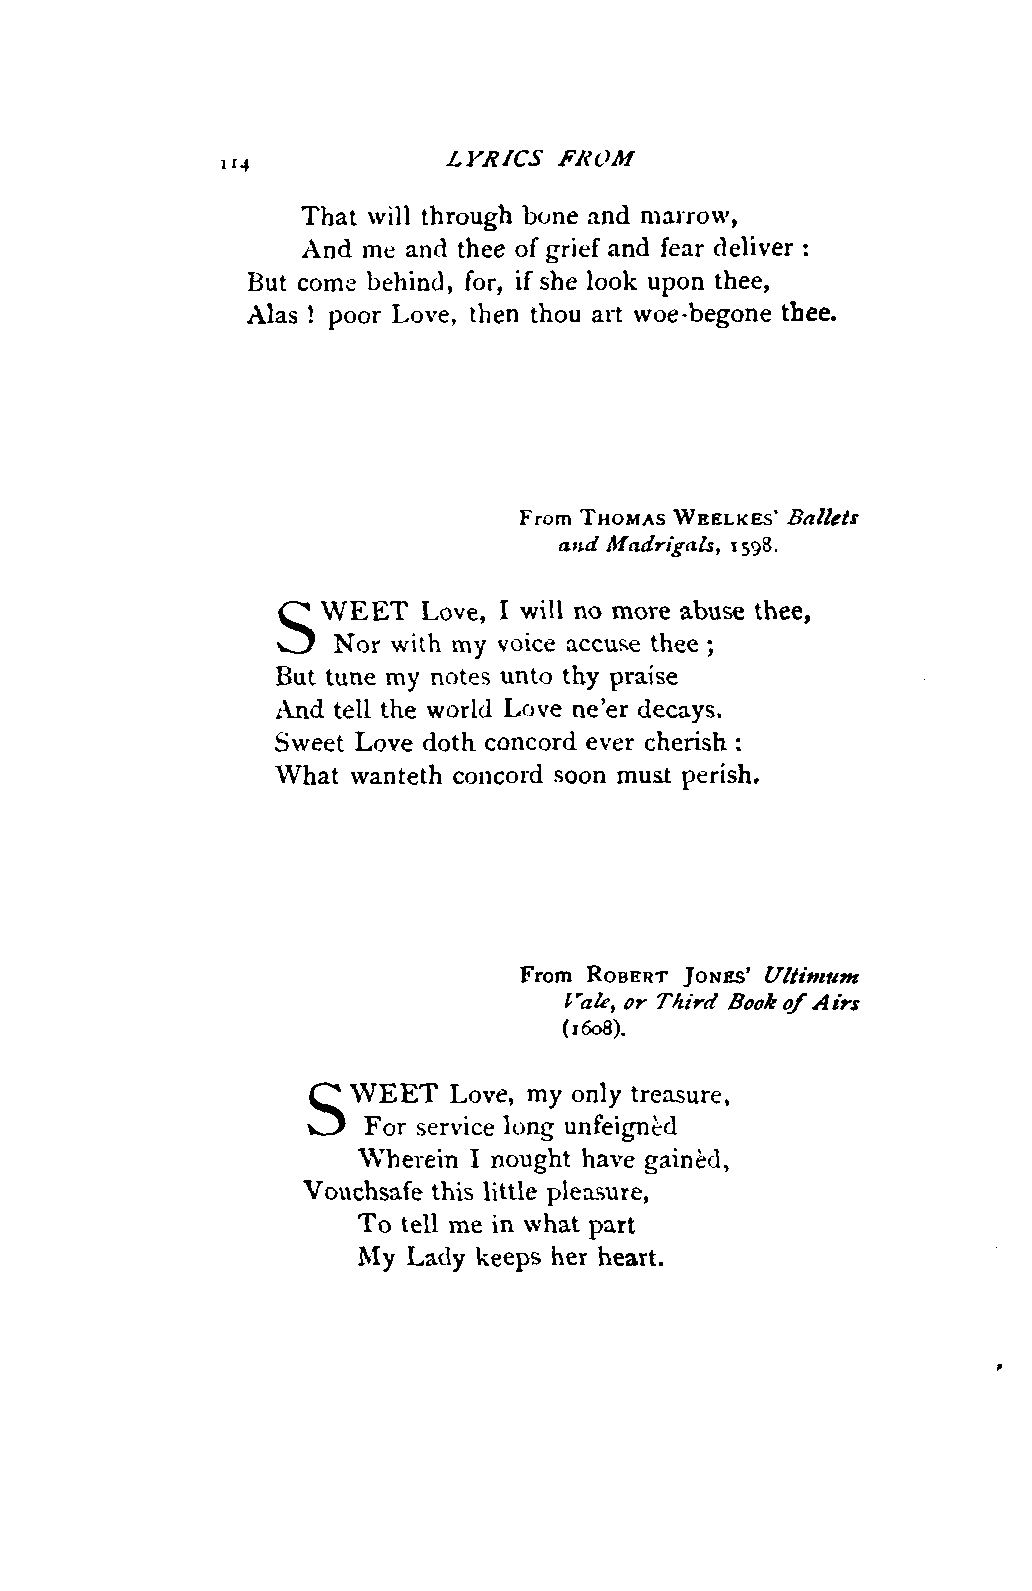 114 LYRICS FROM
That will through bone and marrow,
And me and thee of grief and fear deliver :
But come behind, for, if she look upon thee,
Alas ! poor Love, then thou art woe-begone thee.
From THOMAS WEELKES' Ballets
and Madrigals, 1598.
SWEET Love, I will no more abuse thee,
Nor with my voice accuse thee ;
But tune my notes unto thy praise
And tell the world Love ne'er decays.
Sweet Love doth concord ever cherish :
What wanteth concord soon must perish.
From ROBERT JONES' Ultimum
Vale, or Third Book of Airs
(1608).
SWEET Love, my only treasure,
For service long unfeignèd
Wherein I nought have gainèd,
Vouchsafe this little pleasure,
To tell me in what part
My Lady keeps her heart.